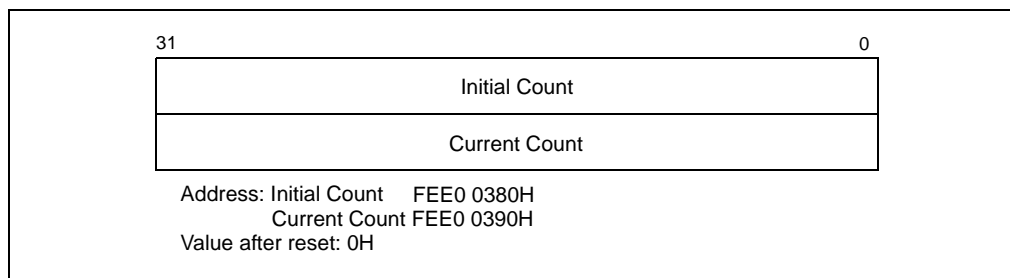 31 0
Initial Count
Current Count
Address: Initial Count FEE0 0380H
Current Count FEE0 0390H
Value after reset: 0H